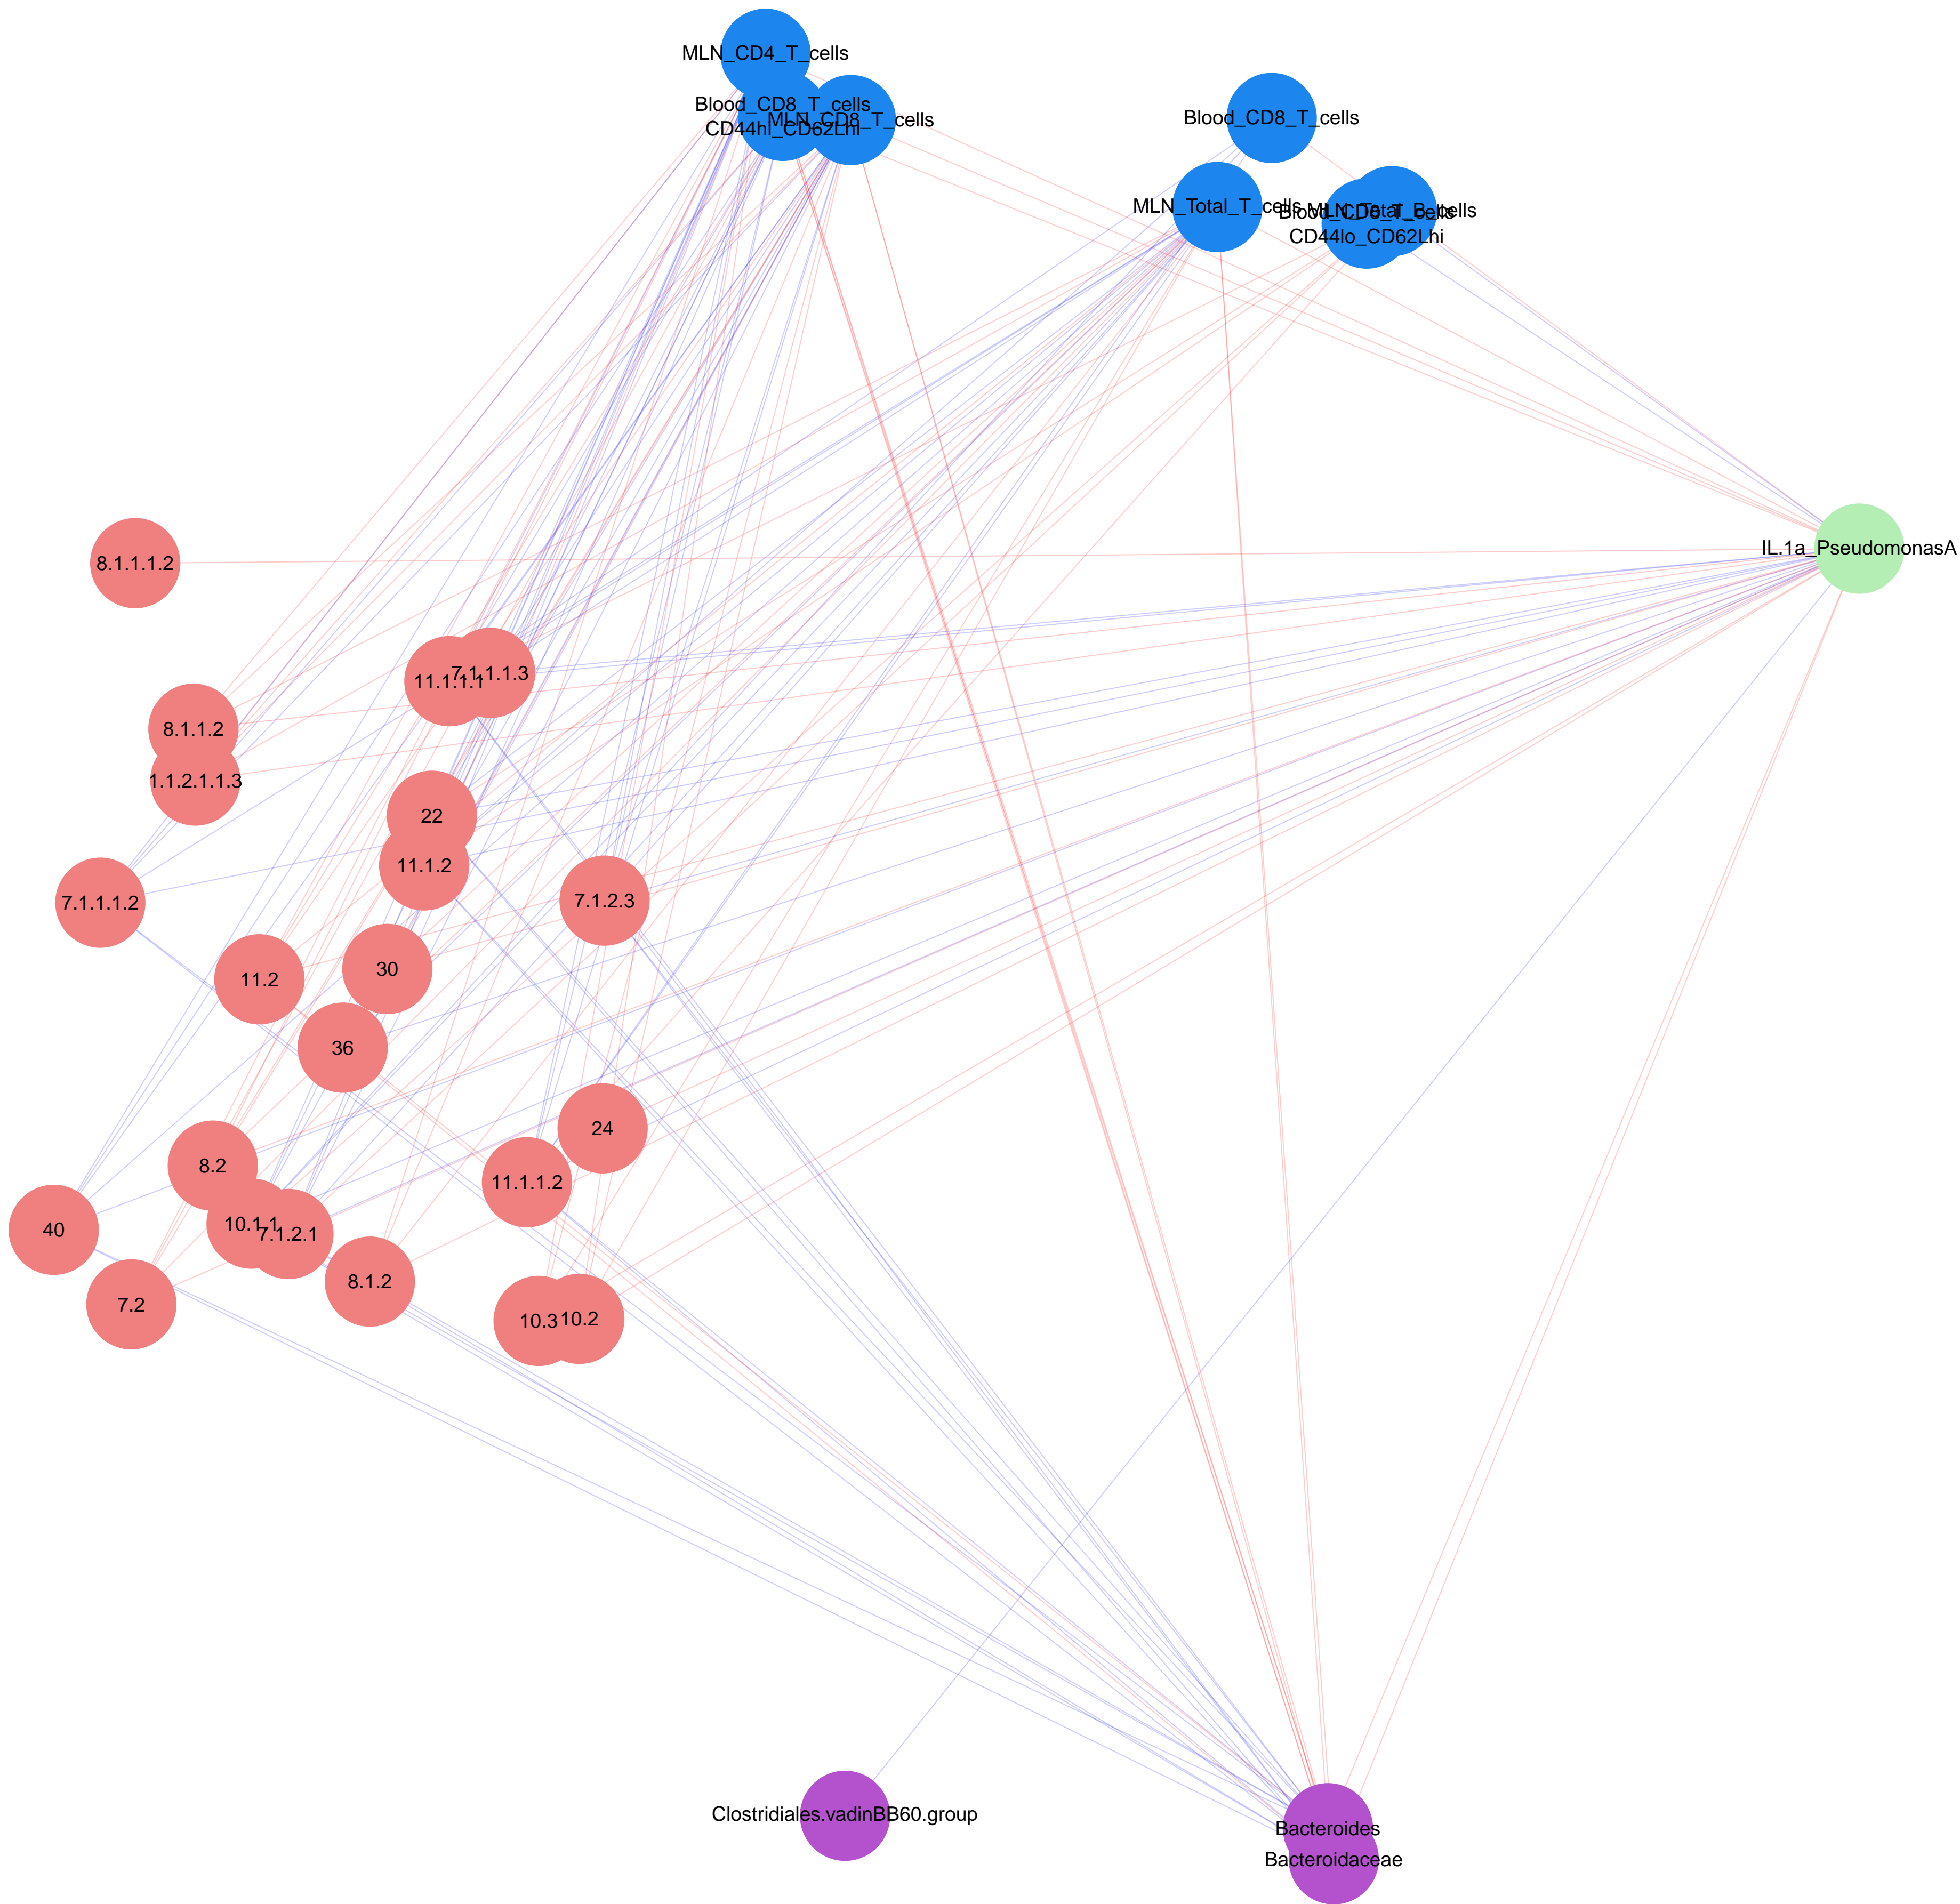 MLN_CD4_T_cells
Blood_CD8_T_cells
CD44hi_CD62Lhi
MLN_CD8_T_cells
Blood_CD8_T_cells
MLN_Total_T_cells
MLN_Total_B_cells
Blood_CD8_T_cells
CD44lo_CD62Lhi
IL.1a_PseudomonasA
8.1.1.1.2
7.1.1.1.3
11.1.1.1
8.1.1.2
1.1.2.1.1.3
22
11.1.2
7.1.1.1.2
7.1.2.3
11.2
30
36
24
8.2
11.1.1.2
40
10.1.1
7.1.2.1
8.1.2
7.2
10.3
10.2
Clostridiales.vadinBB60.group
Bacteroides
Bacteroidaceae